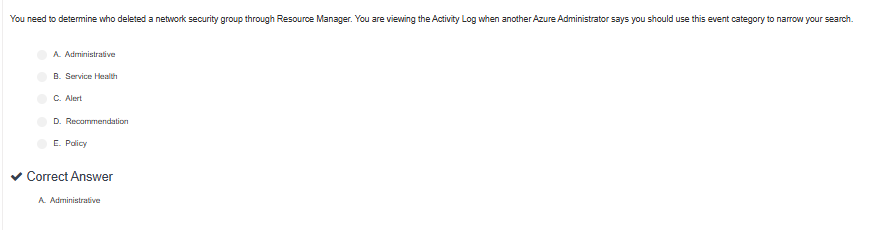 You need to determine who deleted a network security group through Resource Manager. You are viewing the Activity Log when another Azure Administrator says you should use this event category to narrow your search.
A. Administrative
B. Service Health
C. Alert
D. Recommendation
E. Policy
Correct Answer
A. Administrative